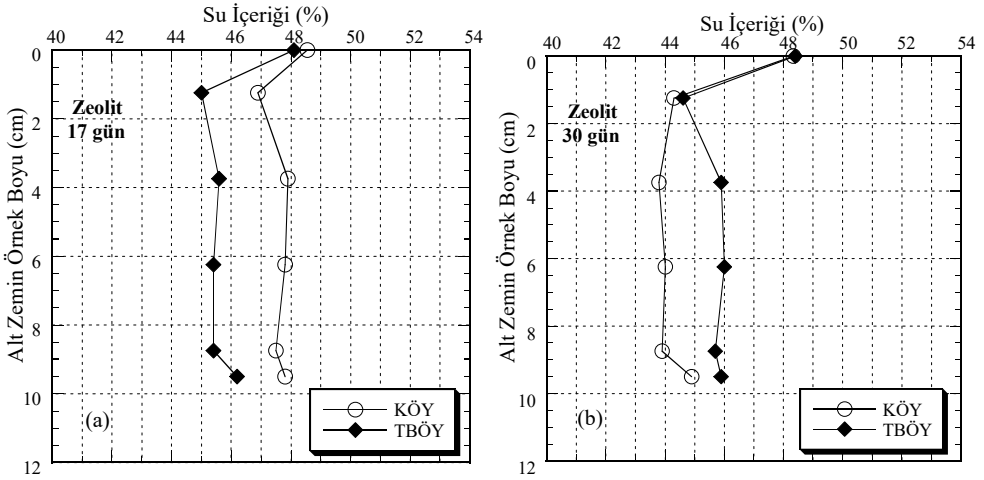 Su İçeriği (%)
40 42 44 46 48 50 52 54
0
2
4
6
8
10
12
Alt Zemin Örnek Boyu (cm)
Zeolit
17 gün
(a)
KÖY
TBÖY
Su İçeriği (%)
40 42 44 46 48 50 52 54
0
2
4
6
8
10
12
Alt Zemin Örnek Boyu (cm)
Zeolit
30 gün
(b)
KÖY
TBÖY